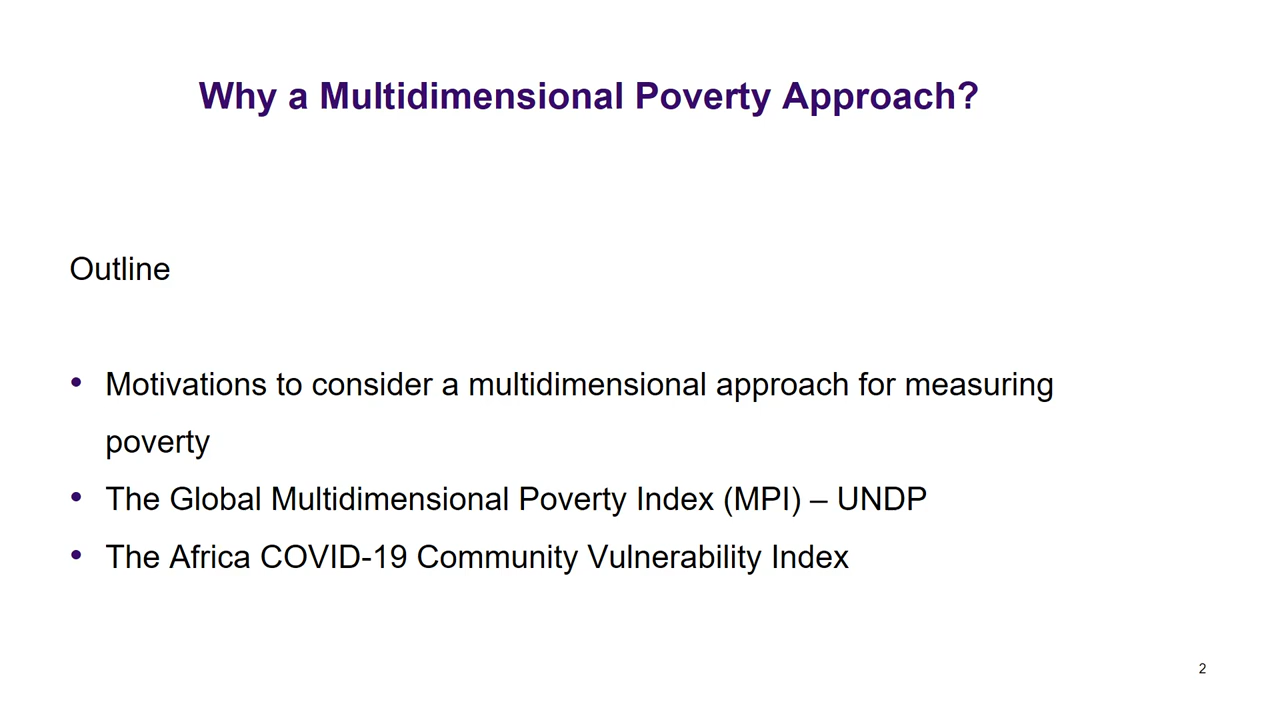 Why a Multidimensional Poverty Approach?
Outline
• Motivations to consider a multidimensional approach for measuring
poverty
• The Global Multidimensional Poverty Index (MPI) – UNDP
• The Africa COVID-19 Community Vulnerability Index
2